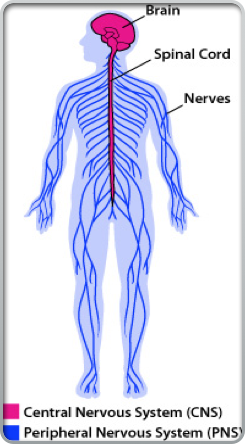 Brain
Spinal Cord
Nerves
Central Nervous System (CNS)
Peripheral Nervous System (PNS)